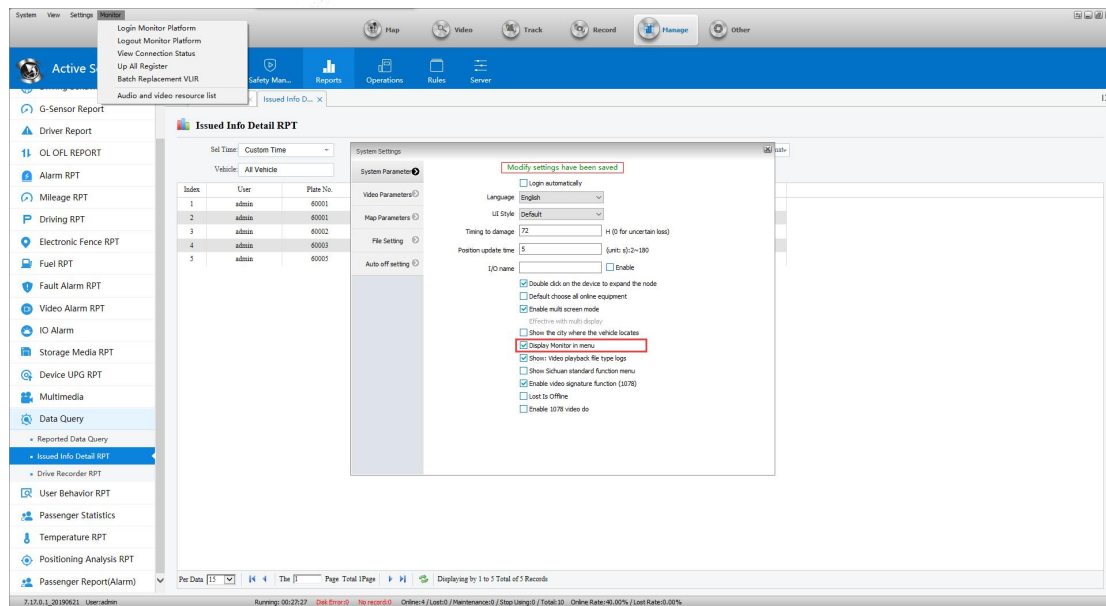 System View Settings Monitor
Login Monitor Platform
Logout Monitor Platform
View Connection Status
Up All Register
Batch Replacement VLIR
Audio and video resource list
Map Video Track Record Manage Other
Active S
Safety Man... Reports Operations Rules Server
Issued Info D... ×
G-Sensor Report
Driver Report
OL OFL REPORT
Alarm RPT
Mileage RPT
Driving RPT
Electronic Fence RPT
Fuel RPT
Fault Alarm RPT
Video Alarm RPT
IO Alarm
Storage Media RPT
Device UPG RPT
Multimedia
Data Query
Reported Data Query
Issued Info Detail RPT
Drive Recorder RPT
User Behavior RPT
Passenger Statistics
Temperature RPT
Positioning Analysis RPT
Passenger Report(Alarm)
Issued Info Detail RPT
Sel Time: Custom Time
Vehicle: All Vehicle
Index User Plate No.
1 admin 60001
2 admin 60001
3 admin 60002
4 admin 60003
5 admin 60005
System Settings
System Parameter
Video Parameters
Map Parameters
File Setting
Auto off setting
Modify settings have been saved
Login automatically
Language English
UI Style Default
Timing to damage 72 H (0 for uncertain loss)
Position update time 5 (unit: s):2~180
I/O name Enable
Double click on the device to expand the node
Default choose all online equipment
Enable multi screen mode
Effective with multi display
Show the city where the vehicle locates
Display Monitor in menu
Show: Video playback file type logs
Show Sichuan standard function menu
Enable video signature function (1078)
Lost Is Offline
Enable 1078 video do
Per Data 15 The 1 Page Total 1Page Displaying by 1 to 5 Total of 5 Records
7.17.0.1_20190621 User:admin Running: 00:27:27 Disk Error:0 No record:0 Online:4 / Lost:0 / Maintenance:0 / Stop Using:0 / Total:10 Online Rate:40.00% / Lost Rate:0.00%